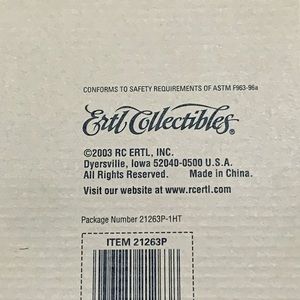 CONFORMS TO SAFETY REQUIREMENTS OF ASTM F963-96a
Ertl Collectibles®
©2003 RC ERTL, INC.
Dyersville, Iowa 52040-0500 U.S.A.
All Rights Reserved. Made in China.
Visit our website at www.rcertl.com
Package Number 21263P-1HT
ITEM 21263P